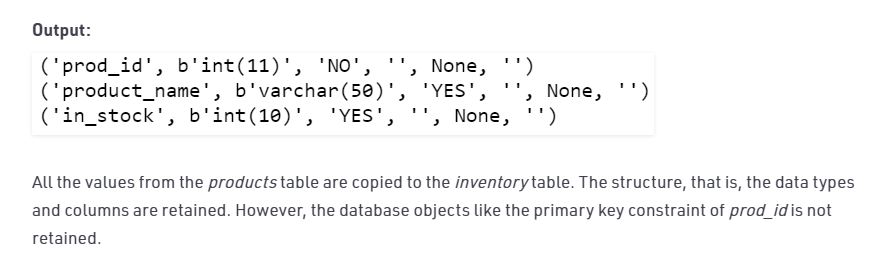 Output:
('prod_id', b'int(11)', 'NO', '', None, '')
('product_name', b'varchar(50)', 'YES', '', None, '')
('in_stock', b'int(10)', 'YES', '', None, '')
All the values from the products table are copied to the inventory table. The structure, that is, the data types
and columns are retained. However, the database objects like the primary key constraint of prod_id is not
retained.